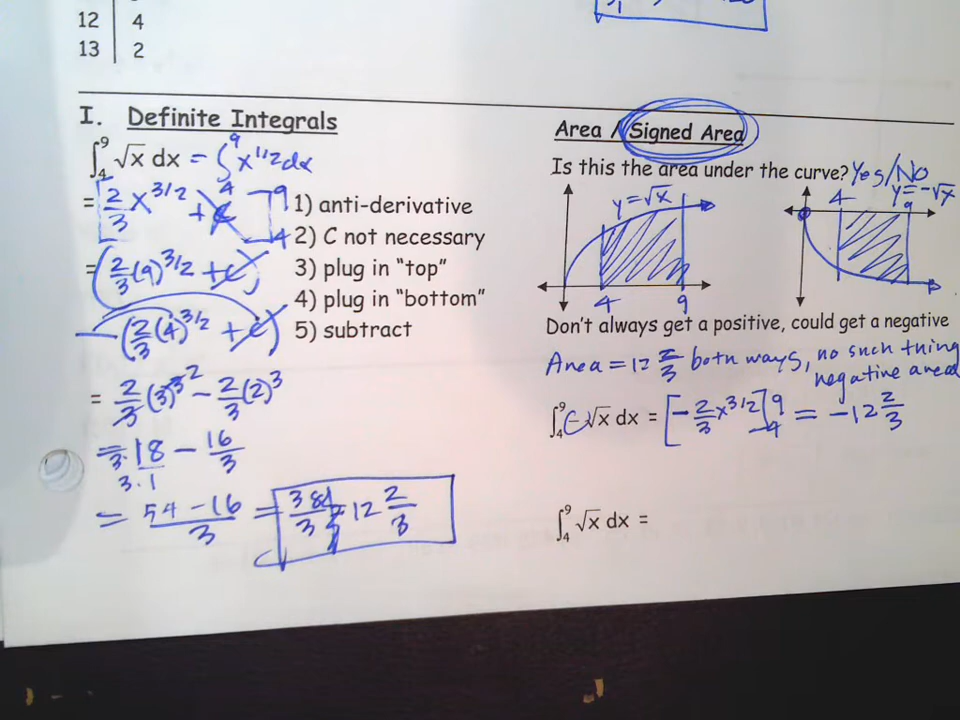 12 4
13 2
I. Definite Integrals
∫₄⁹ √x dx = ∫₄⁹ x^1/2 dx
= [2/3 x^3/2 + C]₄⁹
1) anti-derivative
2) C not necessary
= (2/3 (9)^3/2 + C)
3) plug in "top"
4) plug in "bottom"
- (2/3 (4)^3/2 + C)
5) subtract
= 2/3 (3)^3 2 - 2/3 (2)^3
= 3·18 - 16/3
3·1
= 54 - 16 / 3 = 38/3 = 12 2/3
Area / Signed Area
Is this the area under the curve? Yes/No
y = √x
4 9
y = -√x
4 9
Don't always get a positive, could get a negative
Area = 12 2/3 both ways, no such thing
negative area
∫₄⁹ -√x dx = [-2/3 x^3/2]₄⁹ = -12 2/3
∫₄⁹ √x dx =